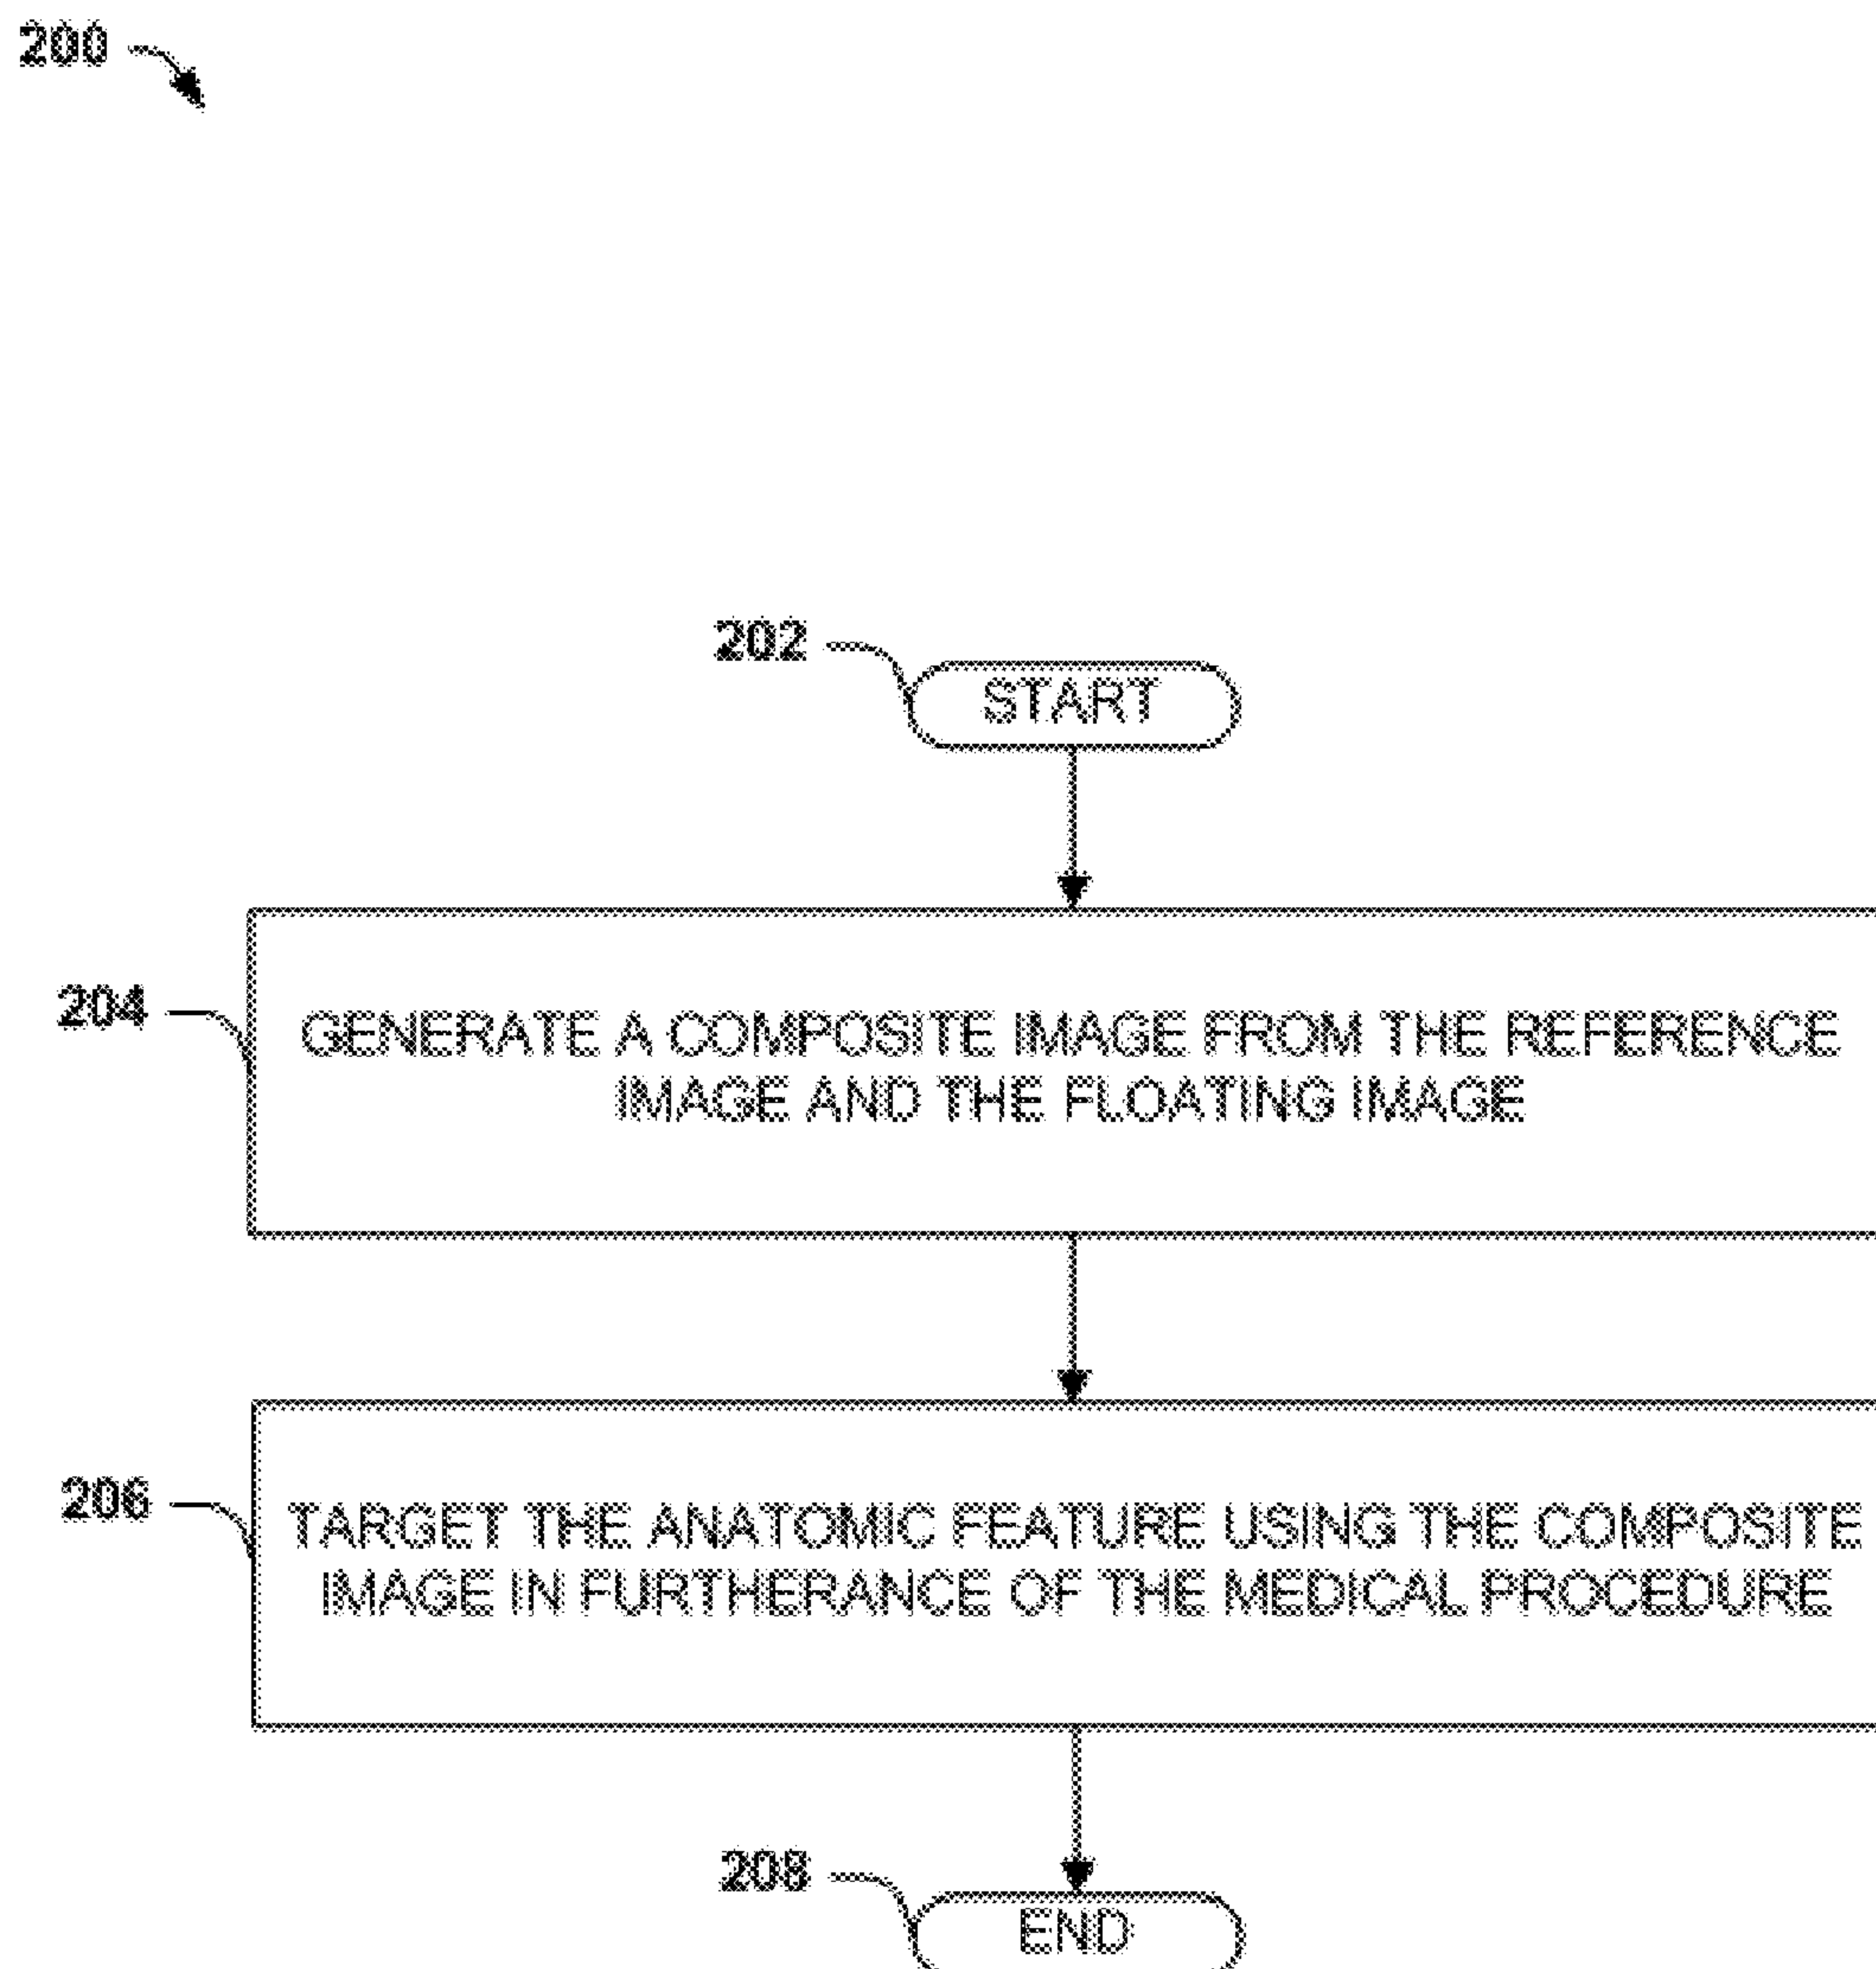 200
202
START
204
GENERATE A COMPOSITE IMAGE FROM THE REFERENCE
IMAGE AND THE FLOATING IMAGE
206
TARGET THE ANATOMIC FEATURE USING THE COMPOSITE
IMAGE IN FURTHERANCE OF THE MEDICAL PROCEDURE
208
END